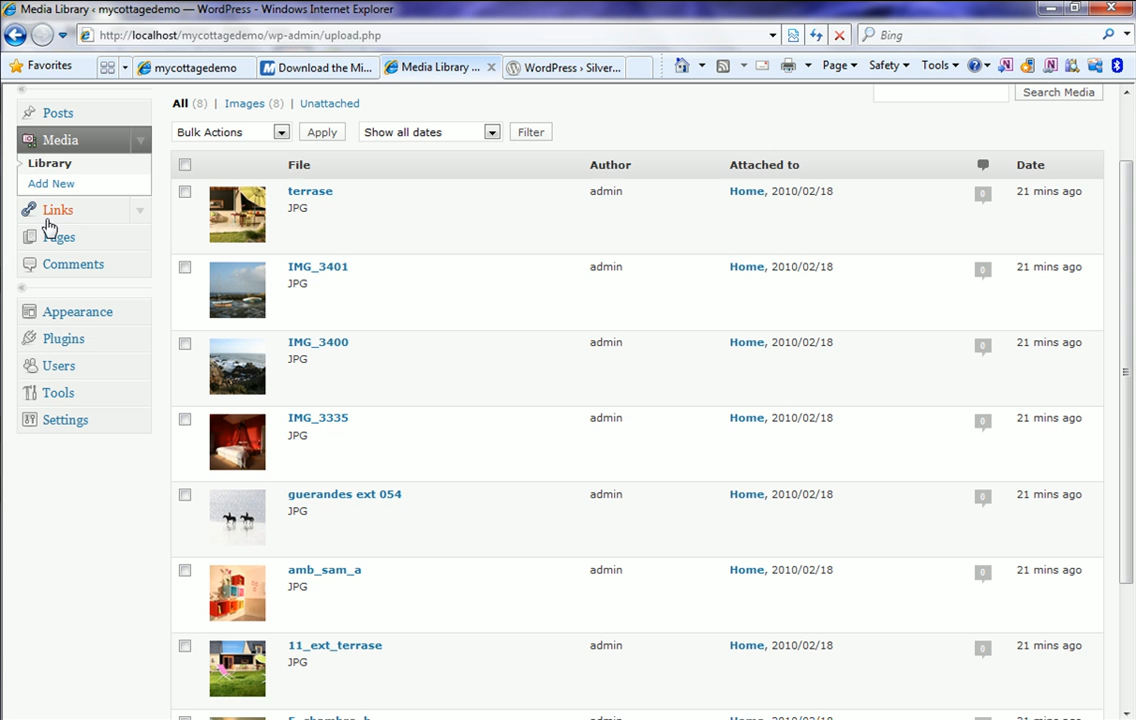 Media Library ‹ mycottagedemo — WordPress - Windows Internet Explorer
http://localhost/mycottagedemo/wp-admin/upload.php
Bing
Favorites
mycottagedemo
Download the Mi...
Media Library ...
WordPress › Silver...
Page
Safety
Tools
All (8) | Images (8) | Unattached
Search Media
Bulk Actions
Apply
Show all dates
Filter
Posts
Media
Library
Add New
Links
Pages
Comments
Appearance
Plugins
Users
Tools
Settings
File Author Attached to Date
terrase admin Home, 2010/02/18 0 21 mins ago
JPG
IMG_3401 admin Home, 2010/02/18 0 21 mins ago
JPG
IMG_3400 admin Home, 2010/02/18 0 21 mins ago
JPG
IMG_3335 admin Home, 2010/02/18 0 21 mins ago
JPG
guerandes ext 054 admin Home, 2010/02/18 0 21 mins ago
JPG
amb_sam_a admin Home, 2010/02/18 0 21 mins ago
JPG
11_ext_terrase admin Home, 2010/02/18 0 21 mins ago
JPG